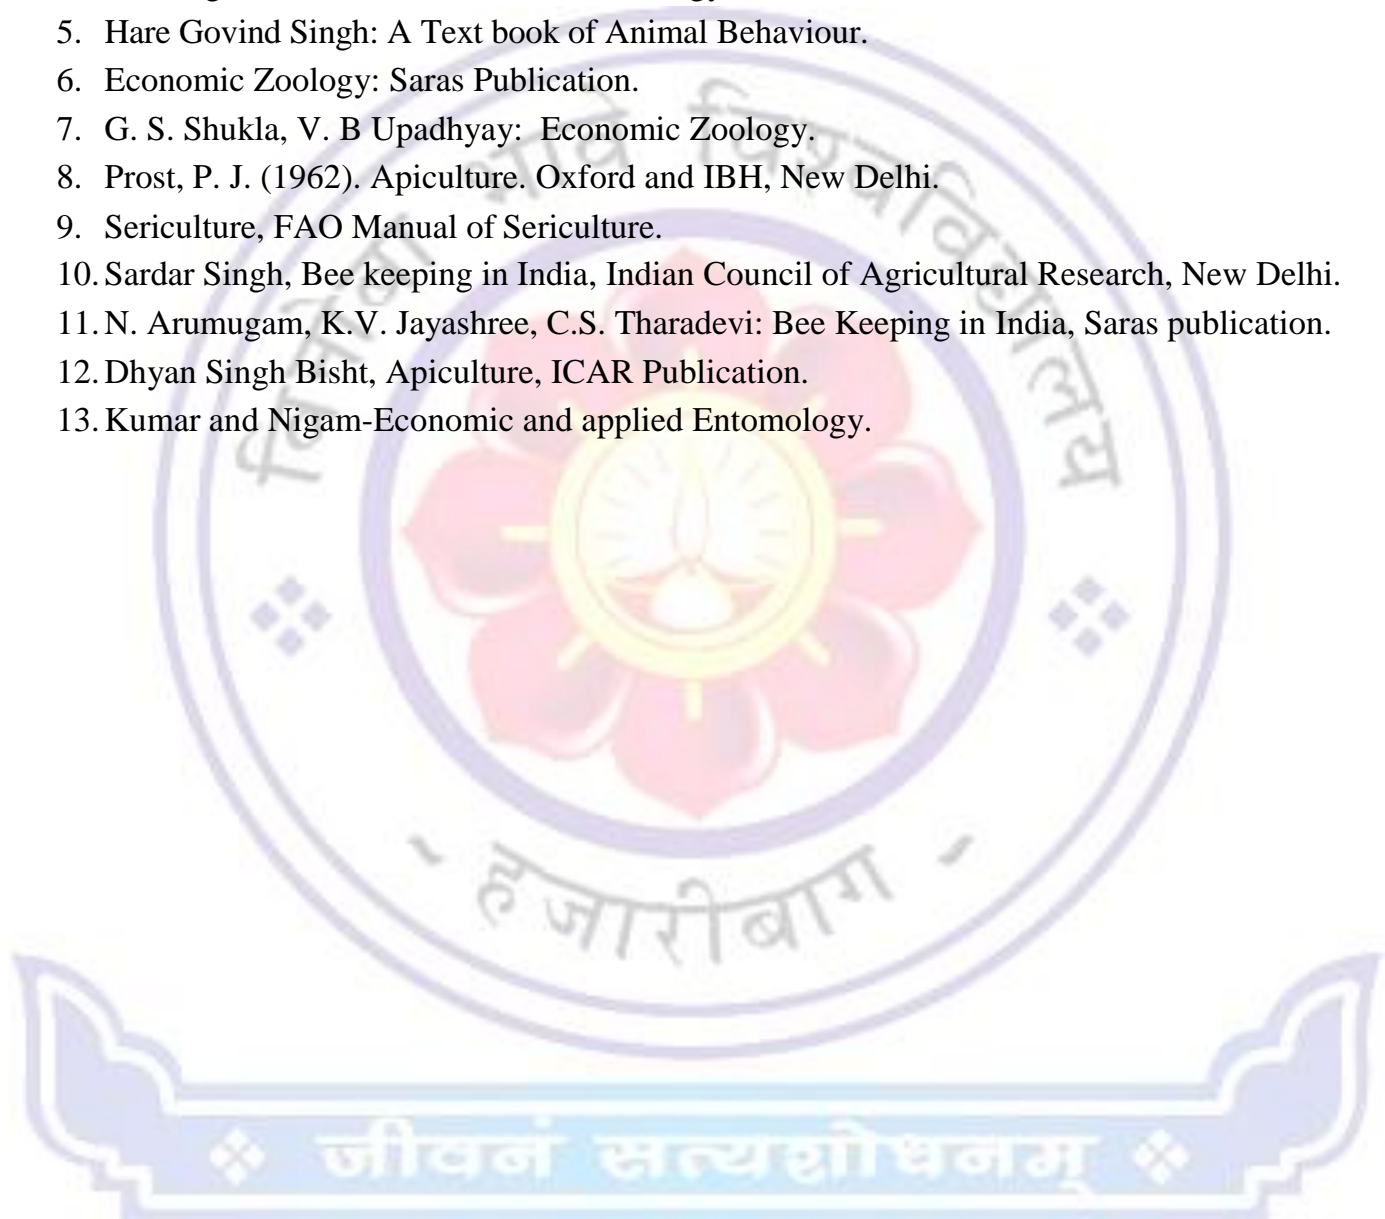 5. Hare Govind Singh: A Text book of Animal Behaviour.
6. Economic Zoology: Saras Publication.
7. G. S. Shukla, V. B Upadhyay: Economic Zoology.
8. Prost, P. J. (1962). Apiculture. Oxford and IBH, New Delhi.
9. Sericulture, FAO Manual of Sericulture.
10. Sardar Singh, Bee keeping in India, Indian Council of Agricultural Research, New Delhi.
11. N. Arumugam, K.V. Jayashree, C.S. Tharadevi: Bee Keeping in India, Saras publication.
12. Dhyan Singh Bisht, Apiculture, ICAR Publication.
13. Kumar and Nigam-Economic and applied Entomology.
विनोबा भावे विश्वविद्यालय
- हजारीबाग -
जीवनं सत्यशोधनम्